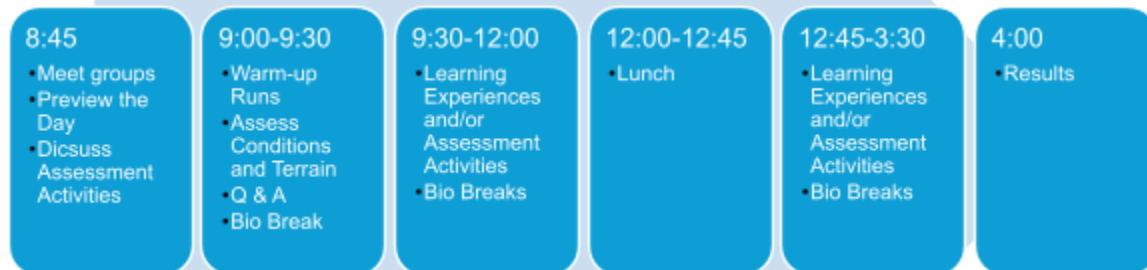 8:45
•Meet groups
•Preview the
Day
•Dicsuss
Assessment
Activities
9:00-9:30
•Warm-up
Runs
•Assess
Conditions
and Terrain
•Q & A
•Bio Break
9:30-12:00
•Learning
Experiences
and/or
Assessment
Activities
•Bio Breaks
12:00-12:45
•Lunch
12:45-3:30
•Learning
Experiences
and/or
Assessment
Activities
•Bio Breaks
4:00
•Results